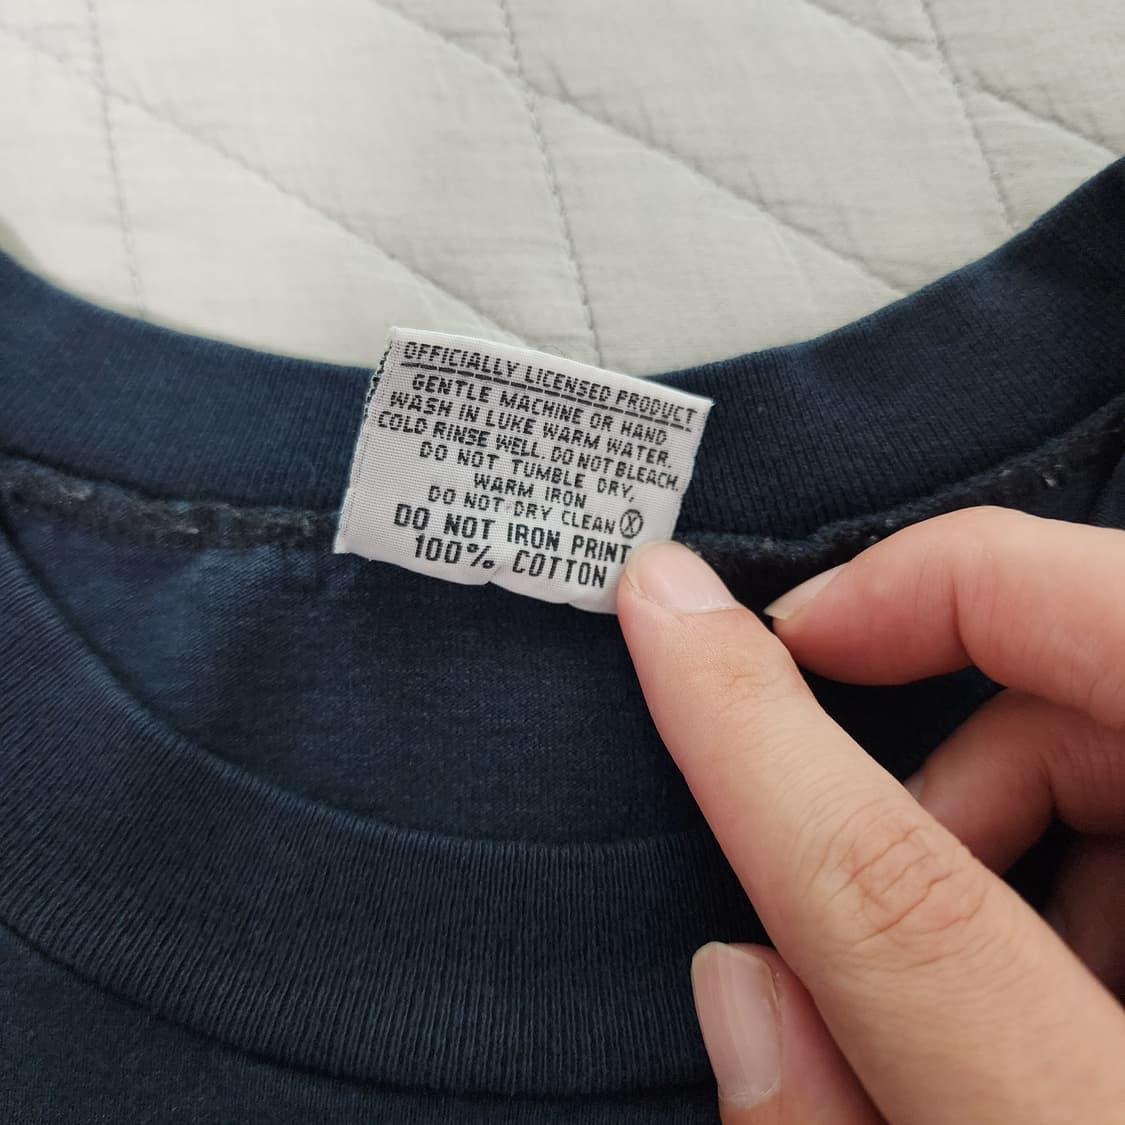 OFFICIALLY LICENSED PRODUCT
GENTLE MACHINE OR HAND
WASH IN LUKE WARM WATER.
COLD RINSE WELL. DO NOT BLEACH.
DO NOT TUMBLE DRY,
WARM IRON
DO NOT DRY CLEAN Ⓧ
DO NOT IRON PRINT
100% COTTON